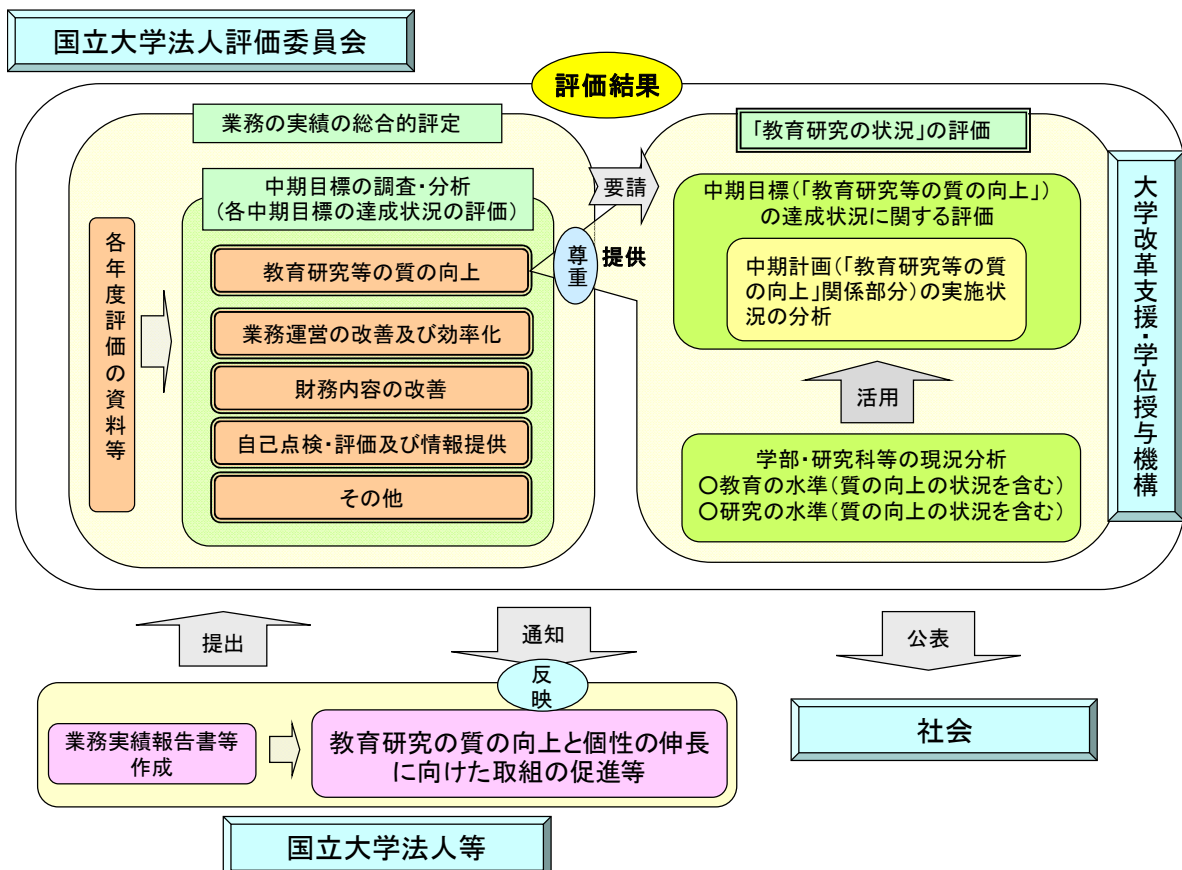 国立大学法人評価委員会
評価結果
業務の実績の総合的評定
中期目標の調査・分析
(各中期目標の達成状況の評価)
各年度評価の資料等
教育研究等の質の向上
業務運営の改善及び効率化
財務内容の改善
自己点検・評価及び情報提供
その他
要請
尊重
提供
「教育研究の状況」の評価
中期目標(「教育研究等の質の向上」)
の達成状況に関する評価
中期計画(「教育研究等の質
の向上」関係部分)の実施状
況の分析
活用
学部・研究科等の現況分析
○教育の水準(質の向上の状況を含む)
○研究の水準(質の向上の状況を含む)
大学改革支援・学位授与機構
提出
通知
公表
反
映
業務実績報告書等
作成
教育研究の質の向上と個性の伸長
に向けた取組の促進等
社会
国立大学法人等